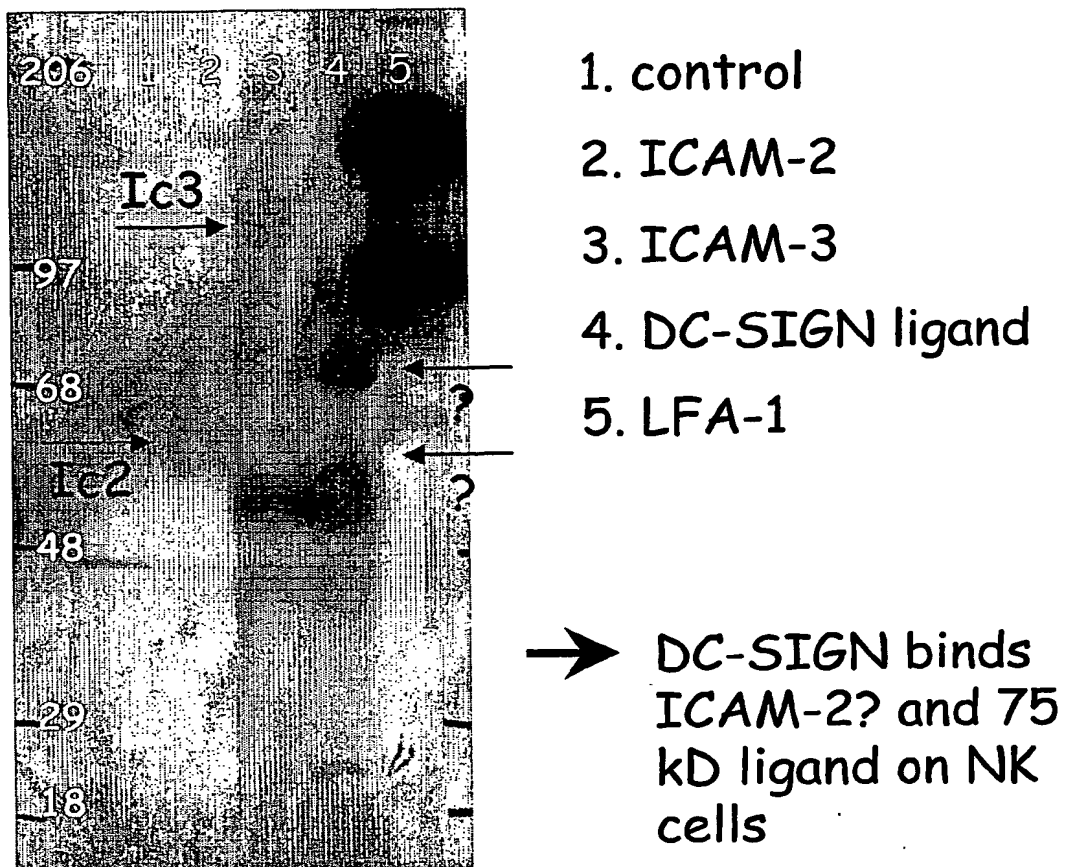 206 1 2 3 4 5
Ic3
97
68
?
Ic2
?
48
29
18
1. control
2. ICAM-2
3. ICAM-3
4. DC-SIGN ligand
5. LFA-1
DC-SIGN binds
ICAM-2? and 75
kD ligand on NK
cells